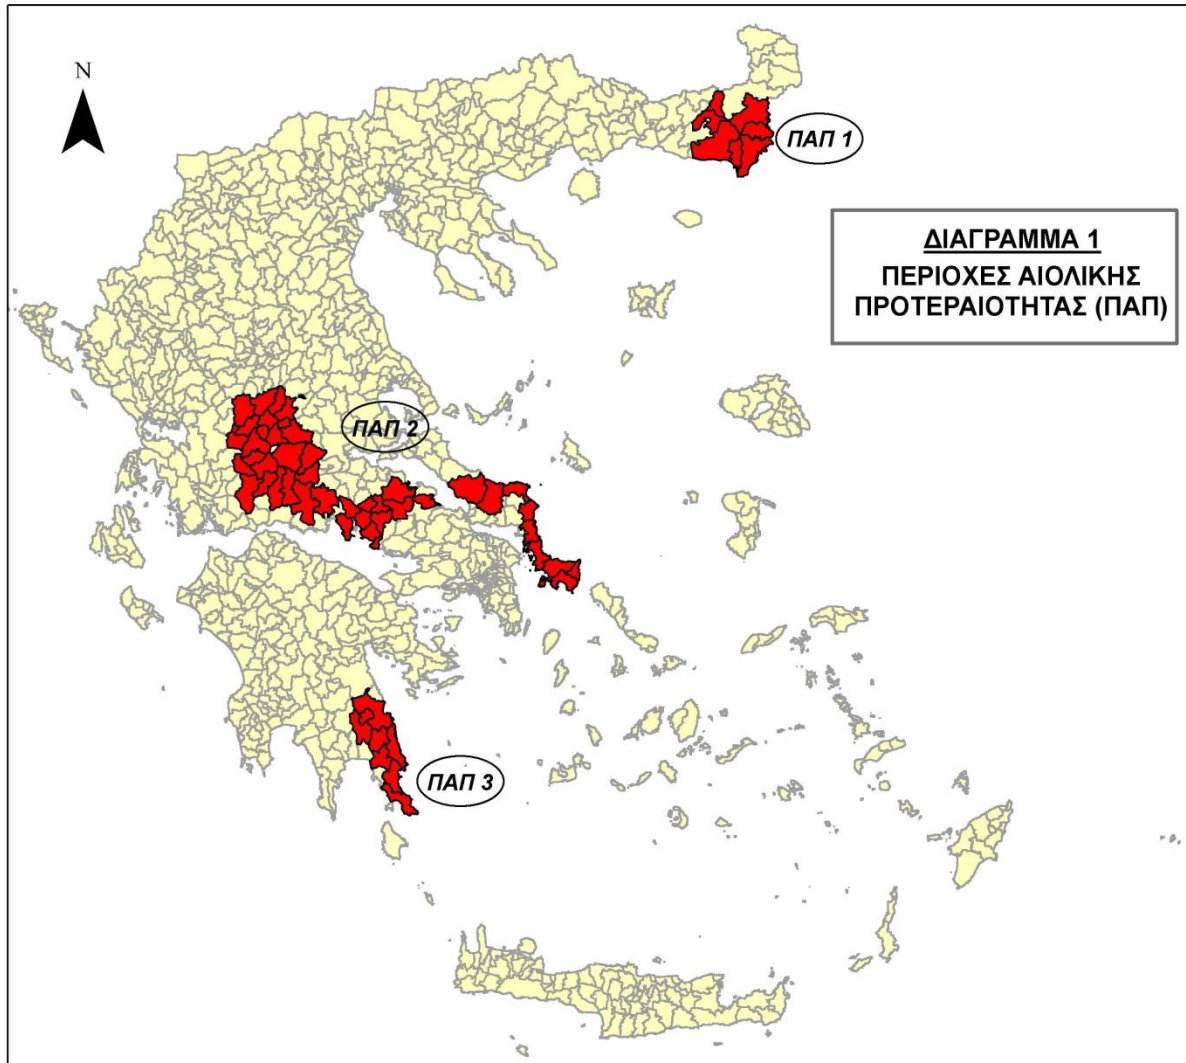 N
ΠΑΠ 1
ΔΙΑΓΡΑΜΜΑ 1
ΠΕΡΙΟΧΕΣ ΑΙΟΛΙΚΗΣ
ΠΡΟΤΕΡΑΙΟΤΗΤΑΣ (ΠΑΠ)
ΠΑΠ 2
ΠΑΠ 3